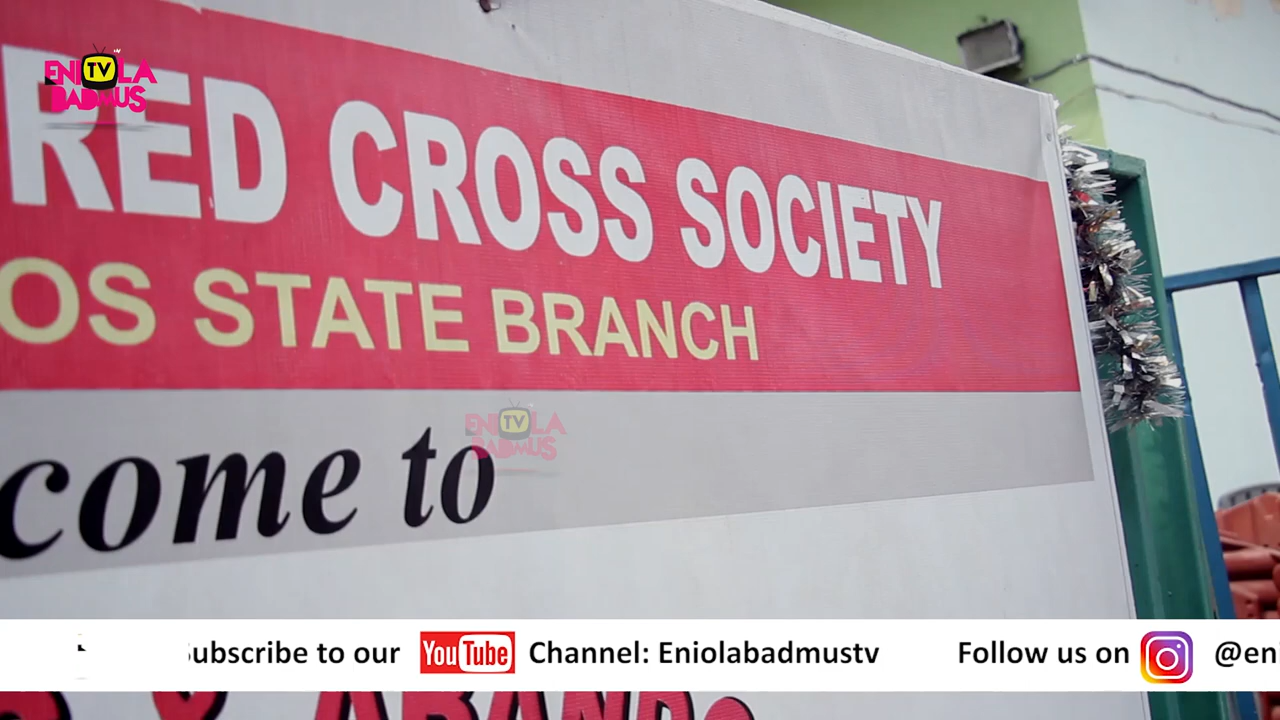 ENIOLA
TV
BADMUS
RED CROSS SOCIETY
OS STATE BRANCH
come to
ENIOLA
TV
BADMUS
ubscribe to our YouTube Channel: Eniolabadmustv Follow us on @eni